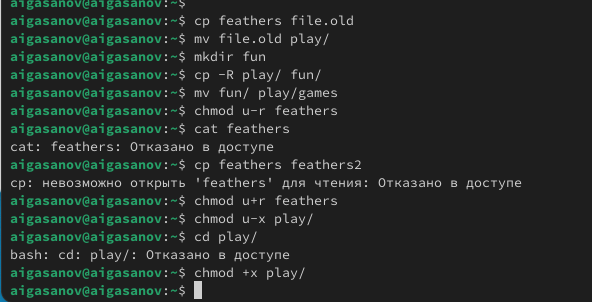 aigasanov@aigasanov:~$
aigasanov@aigasanov:~$ cp feathers file.old
aigasanov@aigasanov:~$ mv file.old play/
aigasanov@aigasanov:~$ mkdir fun
aigasanov@aigasanov:~$ cp -R play/ fun/
aigasanov@aigasanov:~$ mv fun/ play/games
aigasanov@aigasanov:~$ chmod u-r feathers
aigasanov@aigasanov:~$ cat feathers
cat: feathers: Отказано в доступе
aigasanov@aigasanov:~$ cp feathers feathers2
cp: невозможно открыть 'feathers' для чтения: Отказано в доступе
aigasanov@aigasanov:~$ chmod u+r feathers
aigasanov@aigasanov:~$ chmod u-x play/
aigasanov@aigasanov:~$ cd play/
bash: cd: play/: Отказано в доступе
aigasanov@aigasanov:~$ chmod +x play/
aigasanov@aigasanov:~$